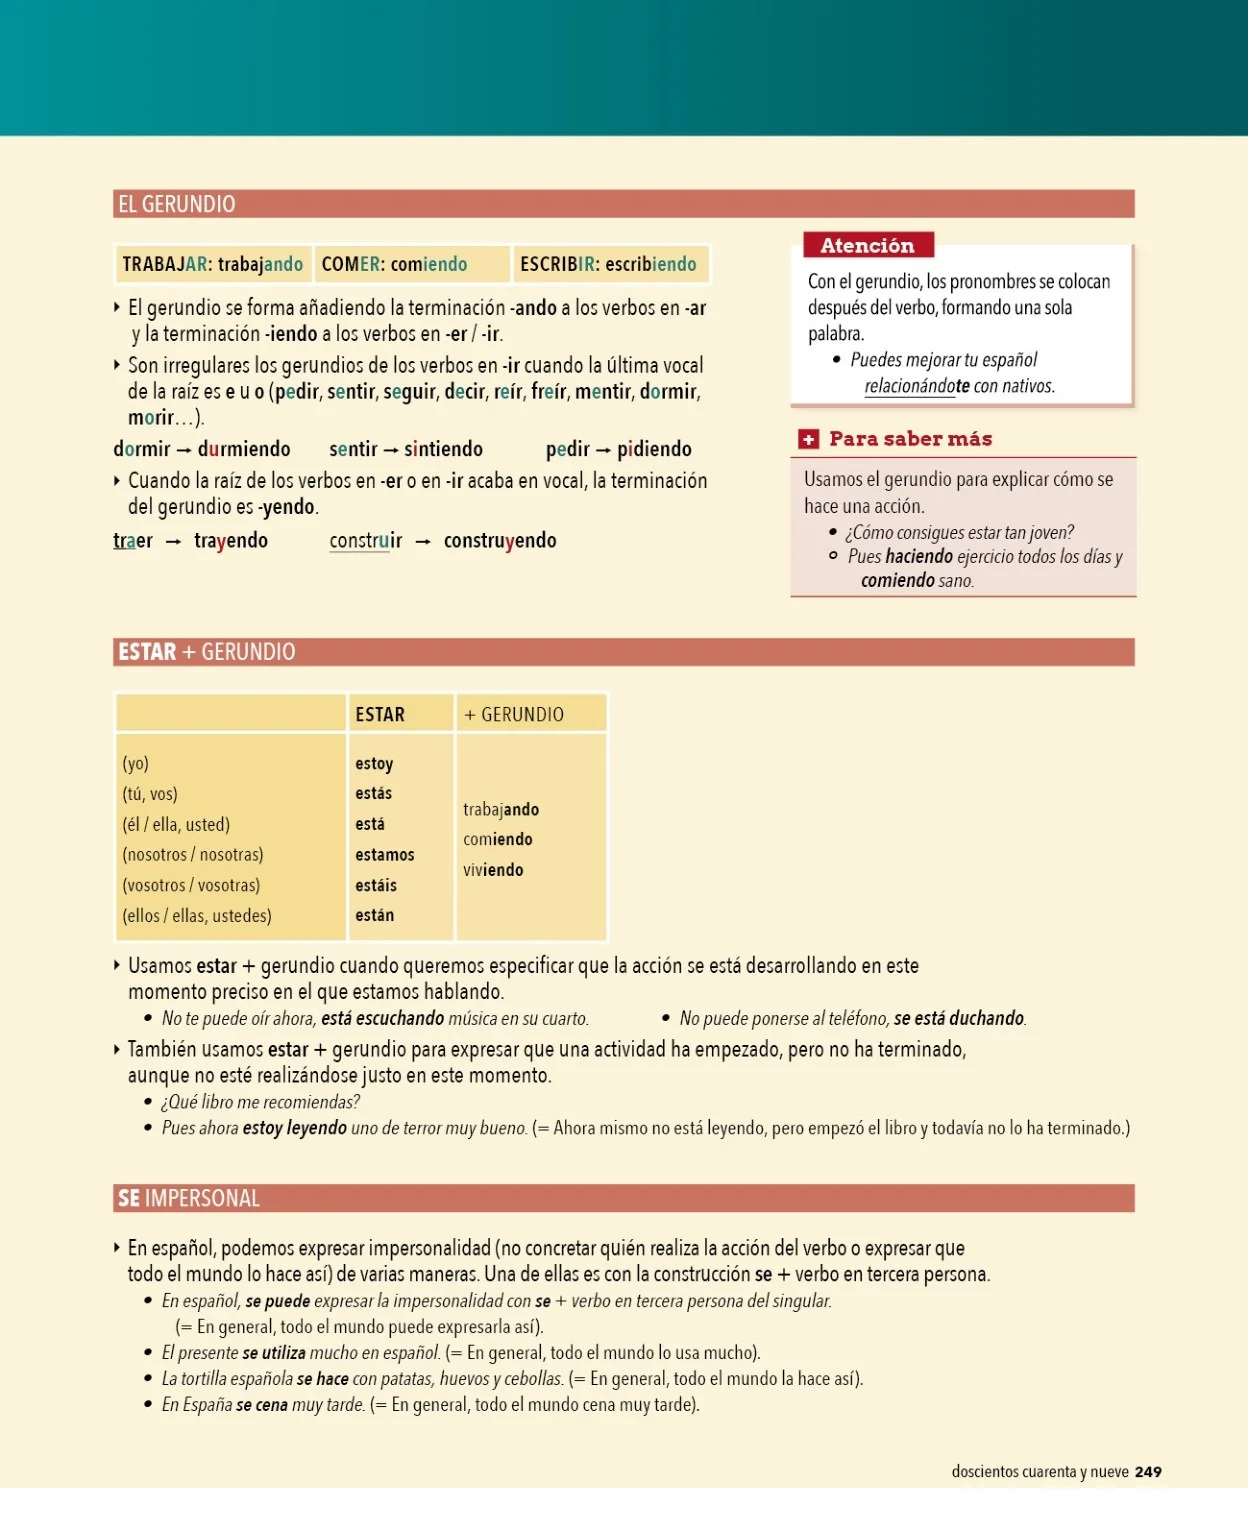 EL GERUNDIO
TRABAJAR: trabajando COMER: comiendo ESCRIBIR: escribiendo
‣ El gerundio se forma añadiendo la terminación -ando a los verbos en -ar
y la terminación -iendo a los verbos en -er / -ir.
‣ Son irregulares los gerundios de los verbos en -ir cuando la última vocal
de la raíz es e u o (pedir, sentir, seguir, decir, reír, freír, mentir, dormir,
morir…).
dormir → durmiendo sentir → sintiendo pedir → pidiendo
‣ Cuando la raíz de los verbos en -er o en -ir acaba en vocal, la terminación
del gerundio es -yendo.
traer → trayendo construir → construyendo
Atención
Con el gerundio, los pronombres se colocan
después del verbo, formando una sola
palabra.
• Puedes mejorar tu español
relacionándote con nativos.
+ Para saber más
Usamos el gerundio para explicar cómo se
hace una acción.
• ¿Cómo consigues estar tan joven?
○ Pues haciendo ejercicio todos los días y
comiendo sano.
ESTAR + GERUNDIO
ESTAR + GERUNDIO
(yo) estoy
(tú, vos) estás
(él / ella, usted) está
(nosotros / nosotras) estamos
(vosotros / vosotras) estáis
(ellos / ellas, ustedes) están
trabajando
comiendo
viviendo
‣ Usamos estar + gerundio cuando queremos especificar que la acción se está desarrollando en este
momento preciso en el que estamos hablando.
• No te puede oír ahora, está escuchando música en su cuarto. • No puede ponerse al teléfono, se está duchando.
‣ También usamos estar + gerundio para expresar que una actividad ha empezado, pero no ha terminado,
aunque no esté realizándose justo en este momento.
• ¿Qué libro me recomiendas?
• Pues ahora estoy leyendo uno de terror muy bueno. (= Ahora mismo no está leyendo, pero empezó el libro y todavía no lo ha terminado.)
SE IMPERSONAL
‣ En español, podemos expresar impersonalidad (no concretar quién realiza la acción del verbo o expresar que
todo el mundo lo hace así) de varias maneras. Una de ellas es con la construcción se + verbo en tercera persona.
• En español, se puede expresar la impersonalidad con se + verbo en tercera persona del singular.
(= En general, todo el mundo puede expresarla así).
• El presente se utiliza mucho en español. (= En general, todo el mundo lo usa mucho).
• La tortilla española se hace con patatas, huevos y cebollas. (= En general, todo el mundo la hace así).
• En España se cena muy tarde. (= En general, todo el mundo cena muy tarde).
doscientos cuarenta y nueve 249